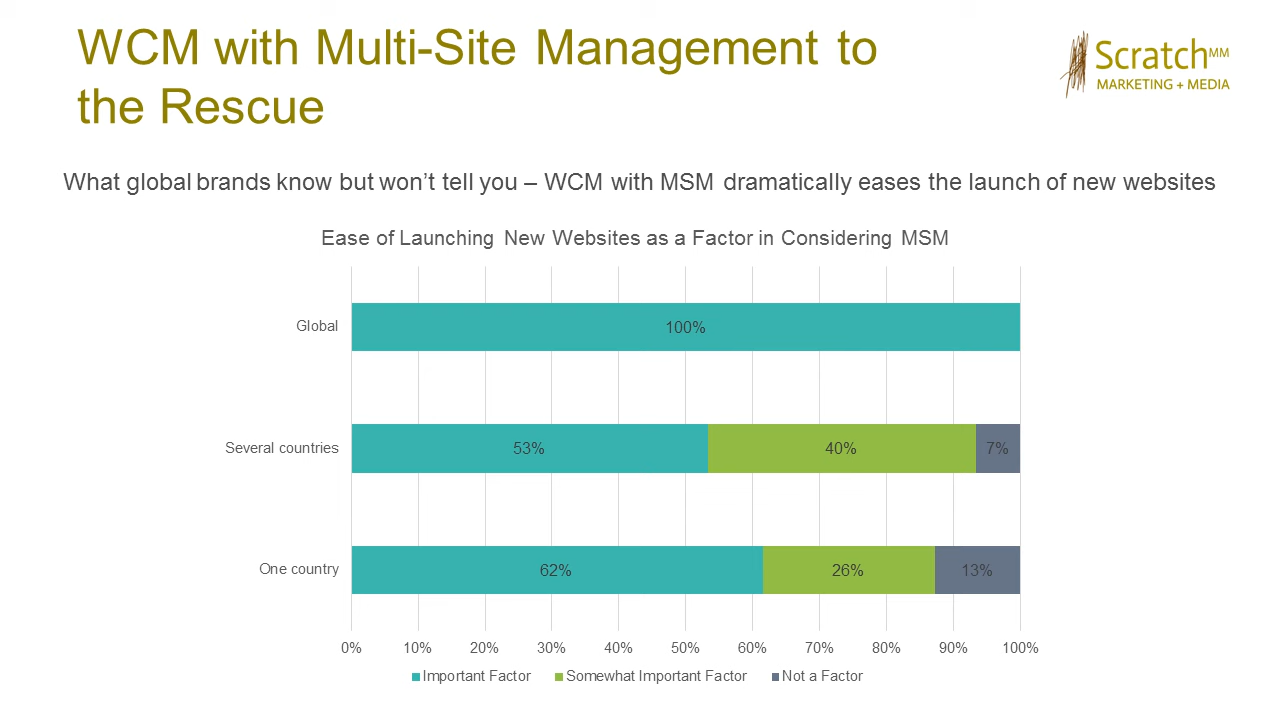 WCM with Multi-Site Management to
the Rescue
Scratch MM
MARKETING + MEDIA
What global brands know but won’t tell you – WCM with MSM dramatically eases the launch of new websites
Ease of Launching New Websites as a Factor in Considering MSM
Global
100%
Several countries
53% 40% 7%
One country
62% 26% 13%
0% 10% 20% 30% 40% 50% 60% 70% 80% 90% 100%
Important Factor Somewhat Important Factor Not a Factor